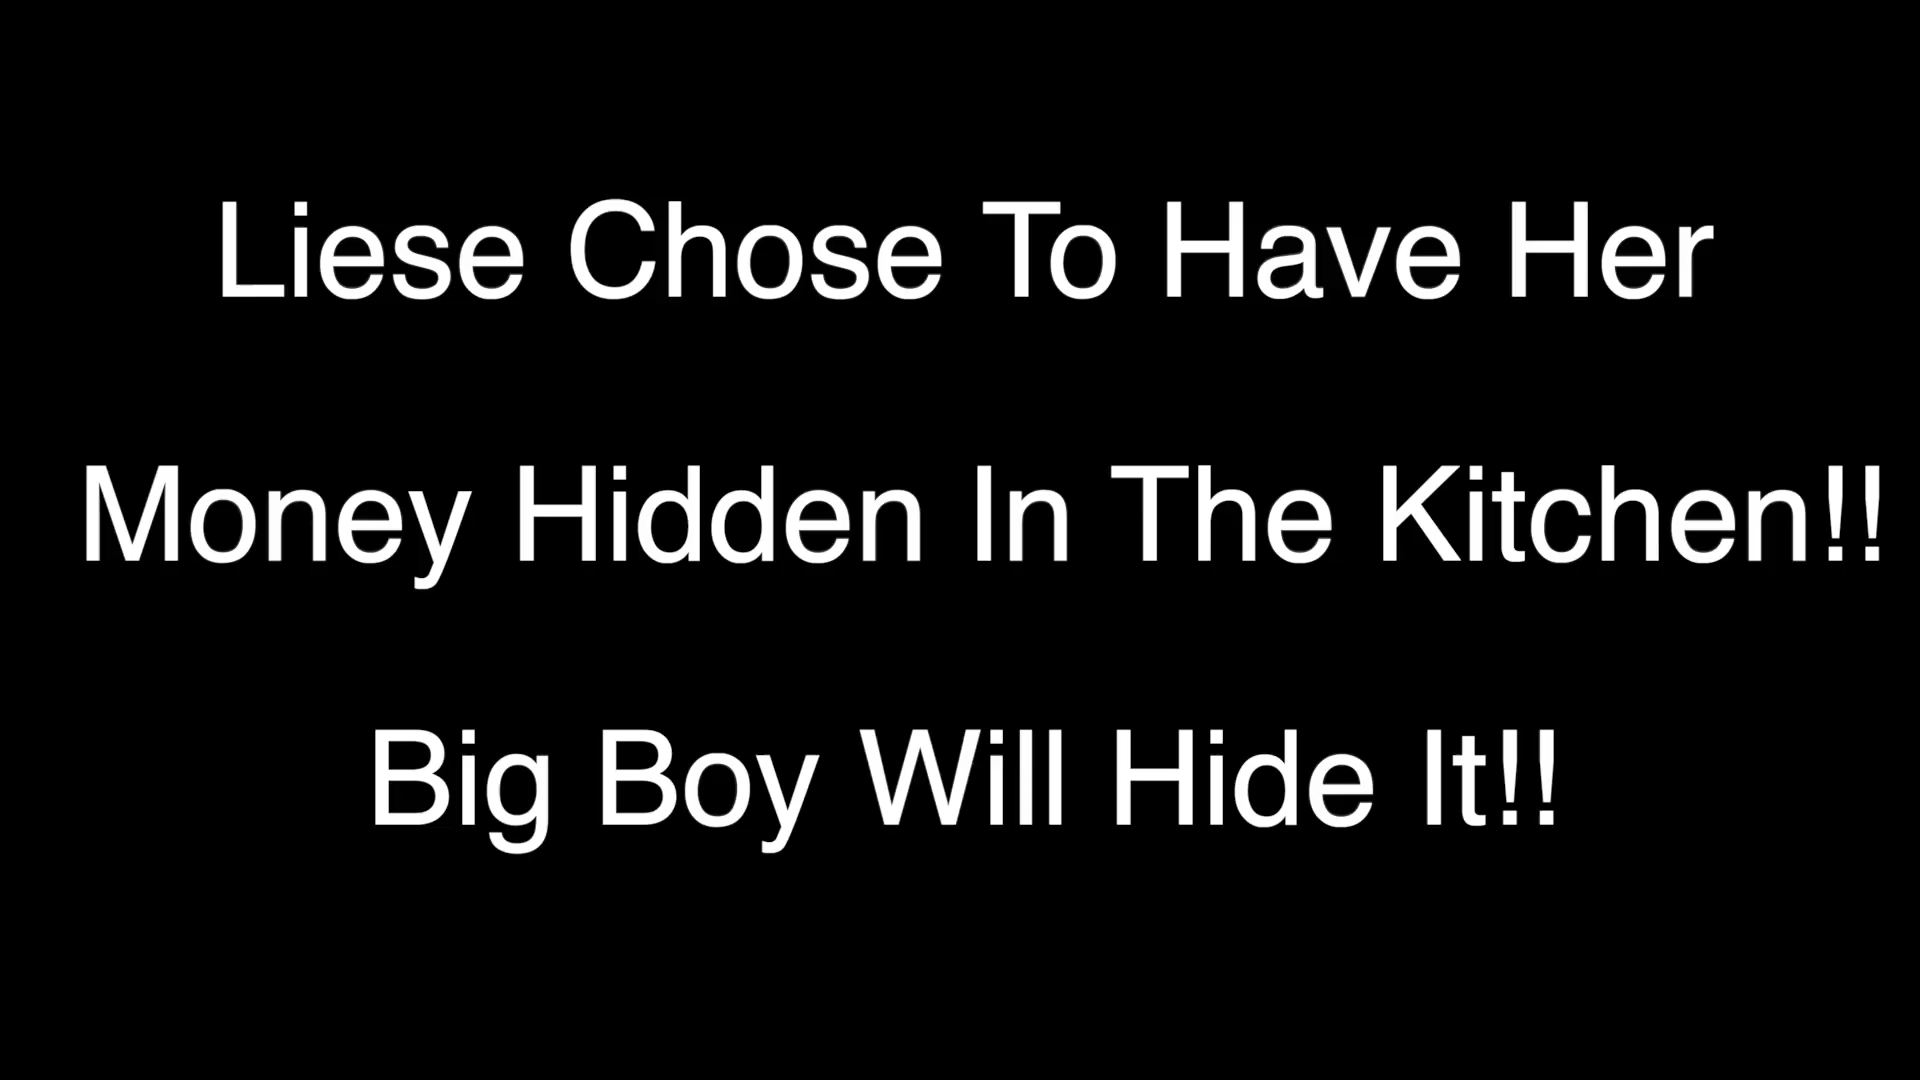 Liese Chose To Have Her
Money Hidden In The Kitchen!!
Big Boy Will Hide It!!